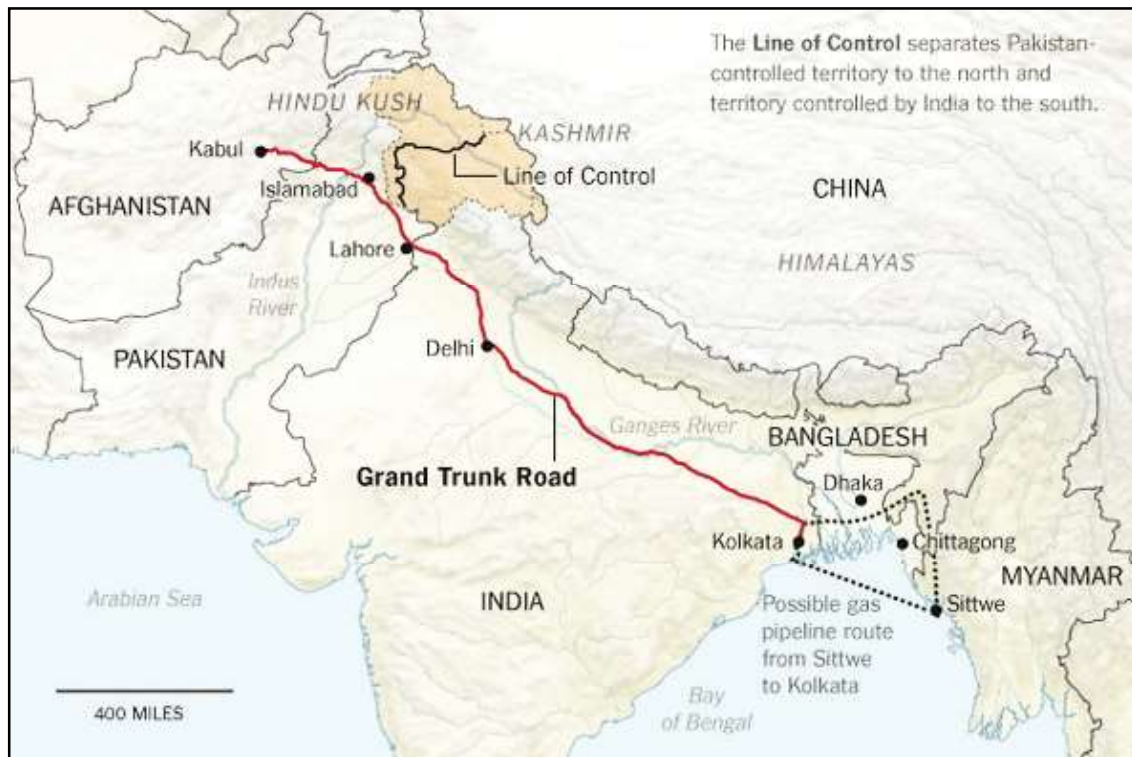 The Line of Control separates Pakistan-
controlled territory to the north and
territory controlled by India to the south.
HINDU KUSH
KASHMIR
Kabul
Islamabad
Line of Control
AFGHANISTAN
CHINA
Lahore
HIMALAYAS
Indus
River
PAKISTAN
Delhi
Ganges River
BANGLADESH
Grand Trunk Road
Dhaka
Kolkata
Chittagong
MYANMAR
Arabian Sea
INDIA
Sittwe
Possible gas
pipeline route
from Sittwe
to Kolkata
Bay
of Bengal
400 MILES